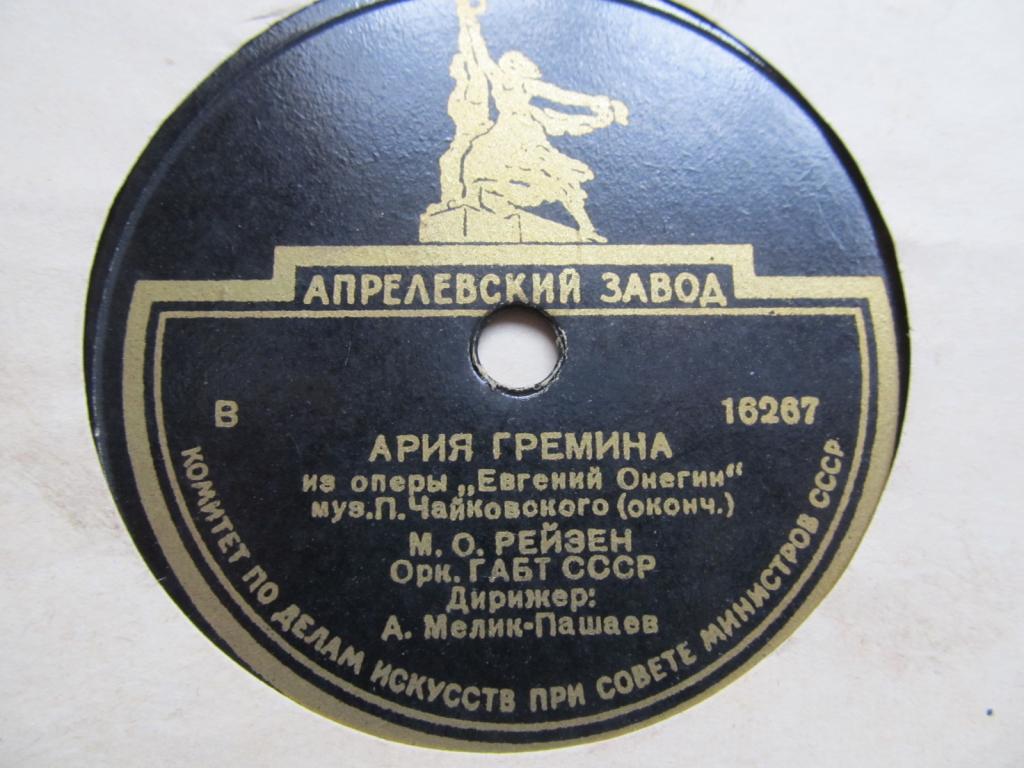 АПРЕЛЕВСКИЙ ЗАВОД
В 16267
АРИЯ ГРЕМИНА
из оперы „Евгений Онегин"
муз.П.Чайковского (оконч.)
М. О. РЕЙЗЕН
Орк. ГАБТ СССР
Дирижер:
А. Мелик-Пашаев
КОМИТЕТ ПО ДЕЛАМ ИСКУССТВ ПРИ СОВЕТЕ МИНИСТРОВ СССР